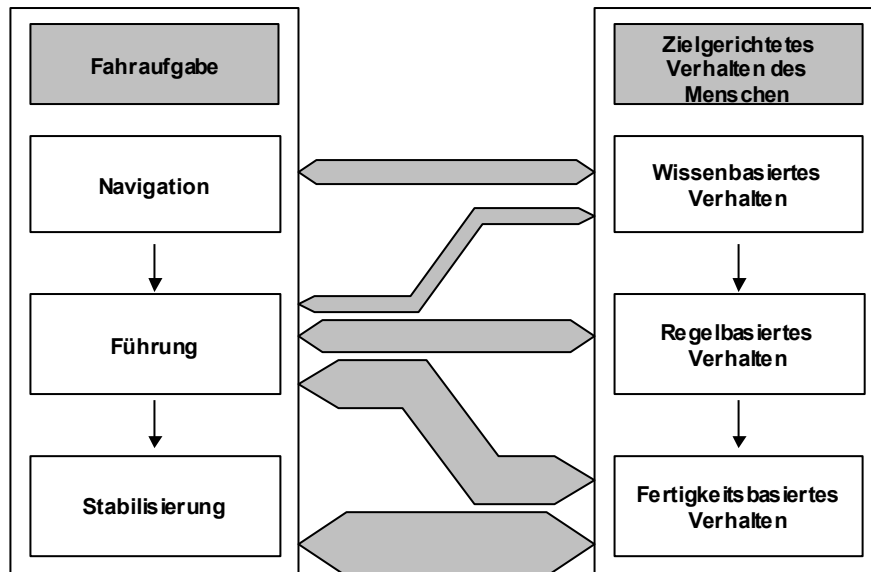 Fahraufgabe
Navigation
Führung
Stabilisierung
Zielgerichtetes
Verhalten des
Menschen
Wissenbasiertes
Verhalten
Regelbasiertes
Verhalten
Fertigkeitsbasiertes
Verhalten